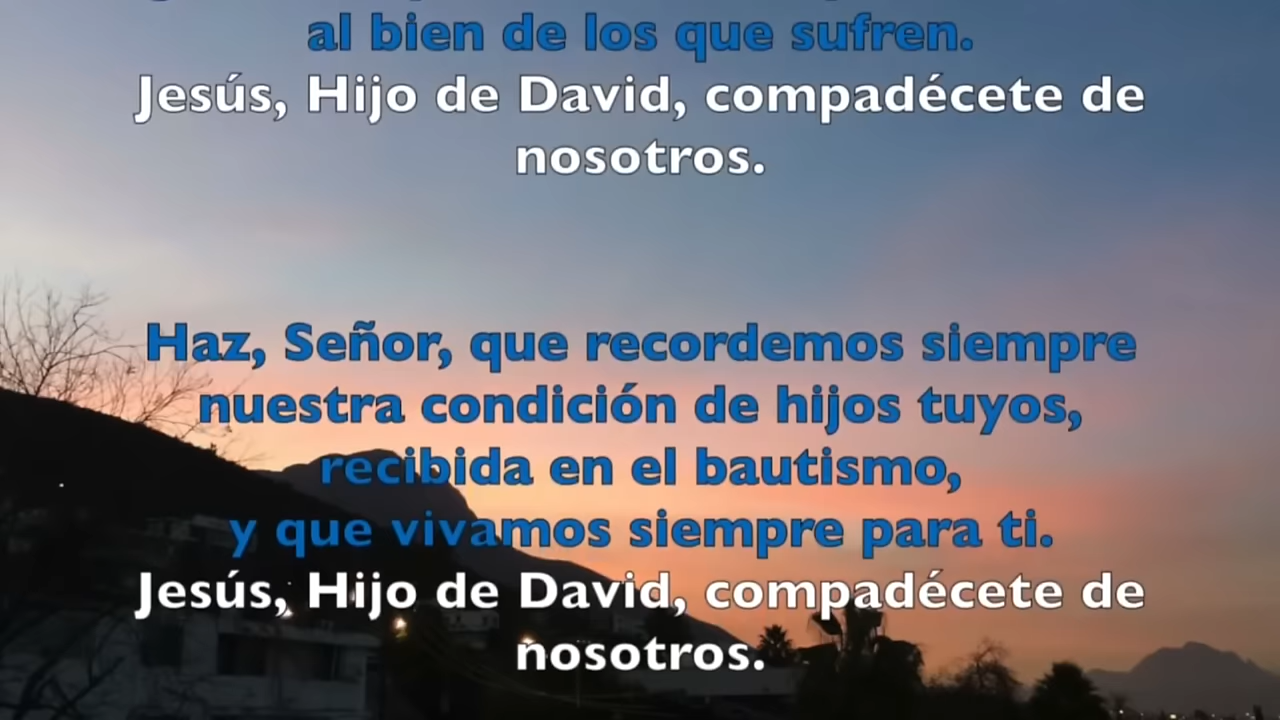 al bien de los que sufren.
Jesús, Hijo de David, compadécete de
nosotros.
Haz, Señor, que recordemos siempre
nuestra condición de hijos tuyos,
recibida en el bautismo,
y que vivamos siempre para ti.
Jesús, Hijo de David, compadécete de
nosotros.